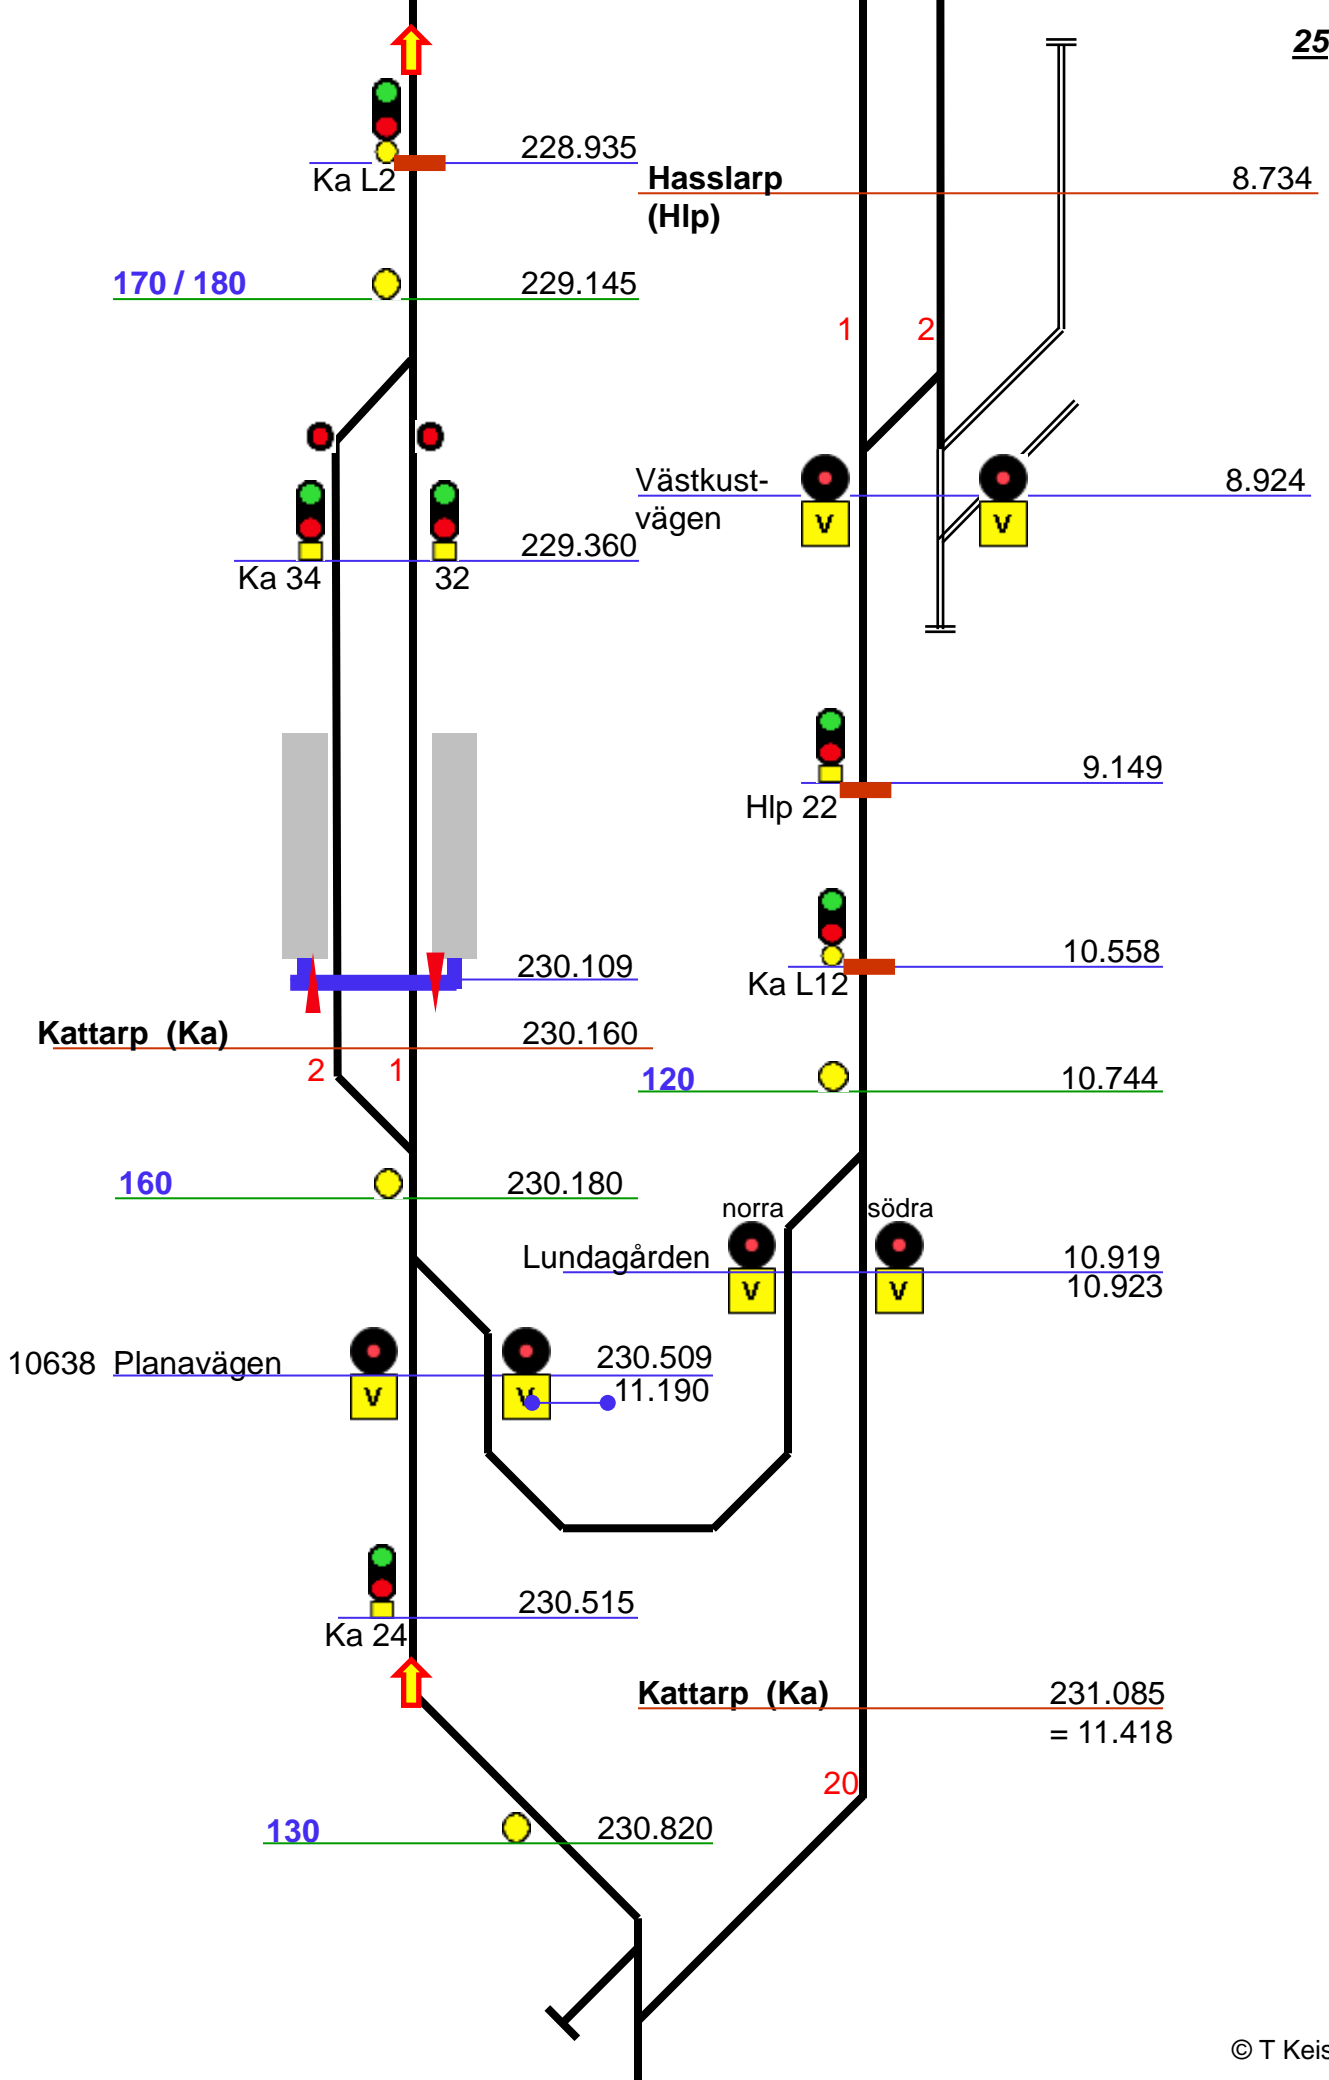 25
228.935
Ka L2
Hasslarp
(Hlp)
8.734
170 / 180
229.145
1
2
Västkust-
vägen
8.924
229.360
Ka 34
32
9.149
Hlp 22
10.558
Ka L12
230.109
Kattarp (Ka)
230.160
2
1
120
10.744
160
230.180
norra
södra
Lundagården
10.919
10.923
V
V
V
V
10638 Planavägen
230.509
11.190
V
V
230.515
Ka 24
Kattarp (Ka)
231.085
= 11.418
20
130
230.820
© T Keis